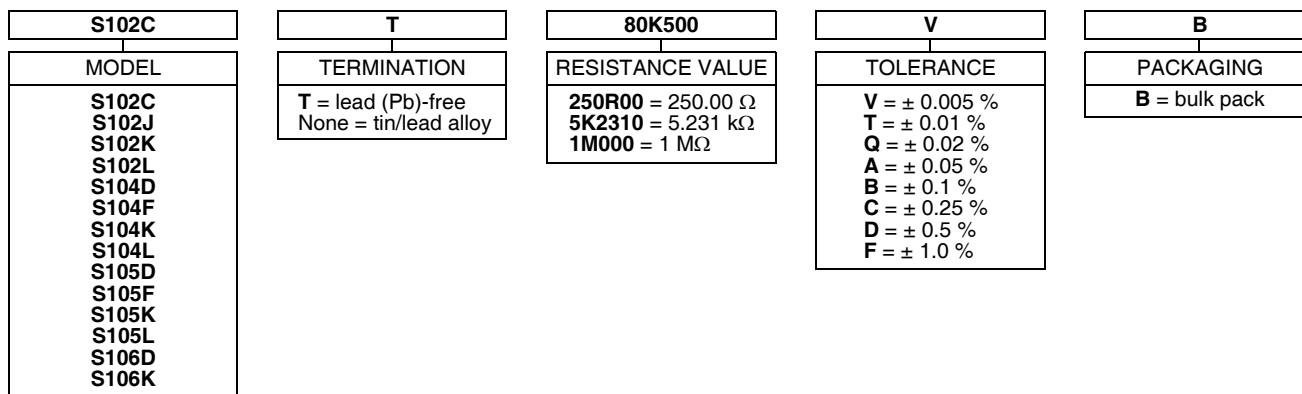 S102C
T
80K500
V
B
MODEL
TERMINATION
RESISTANCE VALUE
TOLERANCE
PACKAGING
S102C
S102J
S102K
S102L
S104D
S104F
S104K
S104L
S105D
S105F
S105K
S105L
S106D
S106K
T = lead (Pb)-free
None = tin/lead alloy
250R00 = 250.00 Ω
5K2310 = 5.231 kΩ
1M000 = 1 MΩ
V = ± 0.005 %
T = ± 0.01 %
Q = ± 0.02 %
A = ± 0.05 %
B = ± 0.1 %
C = ± 0.25 %
D = ± 0.5 %
F = ± 1.0 %
B = bulk pack